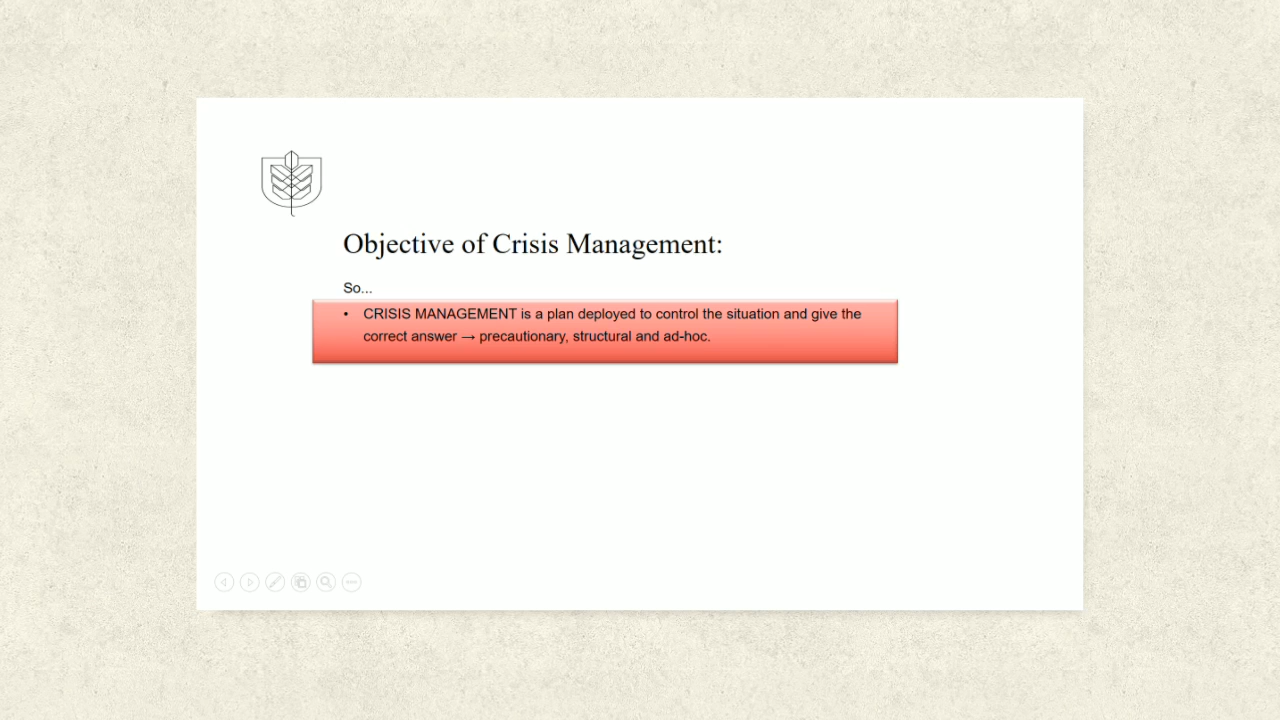 Objective of Crisis Management:
So...
• CRISIS MANAGEMENT is a plan deployed to control the situation and give the
correct answer → precautionary, structural and ad-hoc.